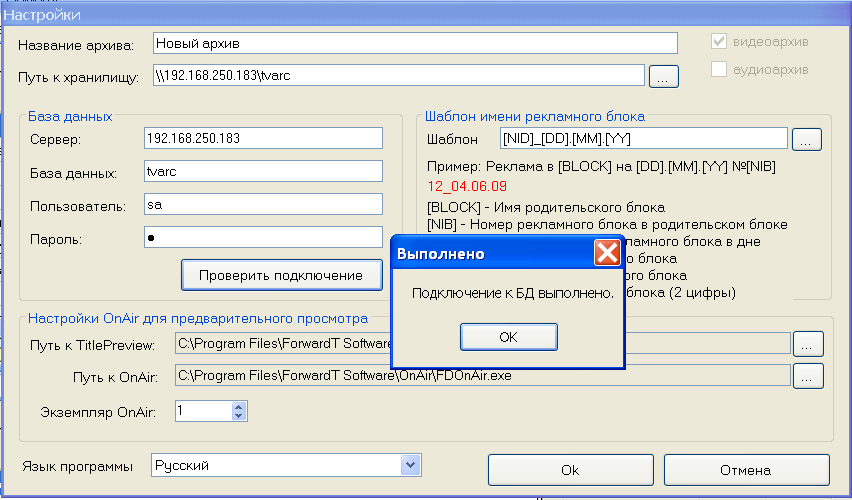 Настройки
Название архива: Новый архив
видеоархив
Путь к хранилищу: \\192.168.250.183\tvarc ...
аудиоархив
База данных
Сервер: 192.168.250.183
База данных: tvarc
Пользователь: sa
Пароль: ●
Проверить подключение
Шаблон имени рекламного блока
Шаблон [NID]_[DD].[MM].[YY] ...
Пример: Реклама в [BLOCK] на [DD].[MM].[YY] №[NIB]
12_04.06.09
[BLOCK] - Имя родительского блока
[NIB] - Номер рекламного блока в родительском блоке
ламного блока в дне
о блока
ого блока
блока (2 цифры)
Выполнено
Подключение к БД выполнено.
OK
Настройки OnAir для предварительного просмотра
Путь к TitlePreview: C:\Program Files\ForwardT Software ...
Путь к OnAir: C:\Program Files\ForwardT Software\OnAir\FDOnAir.exe ...
Экземпляр OnAir: 1
Язык программы Русский
Ok
Отмена